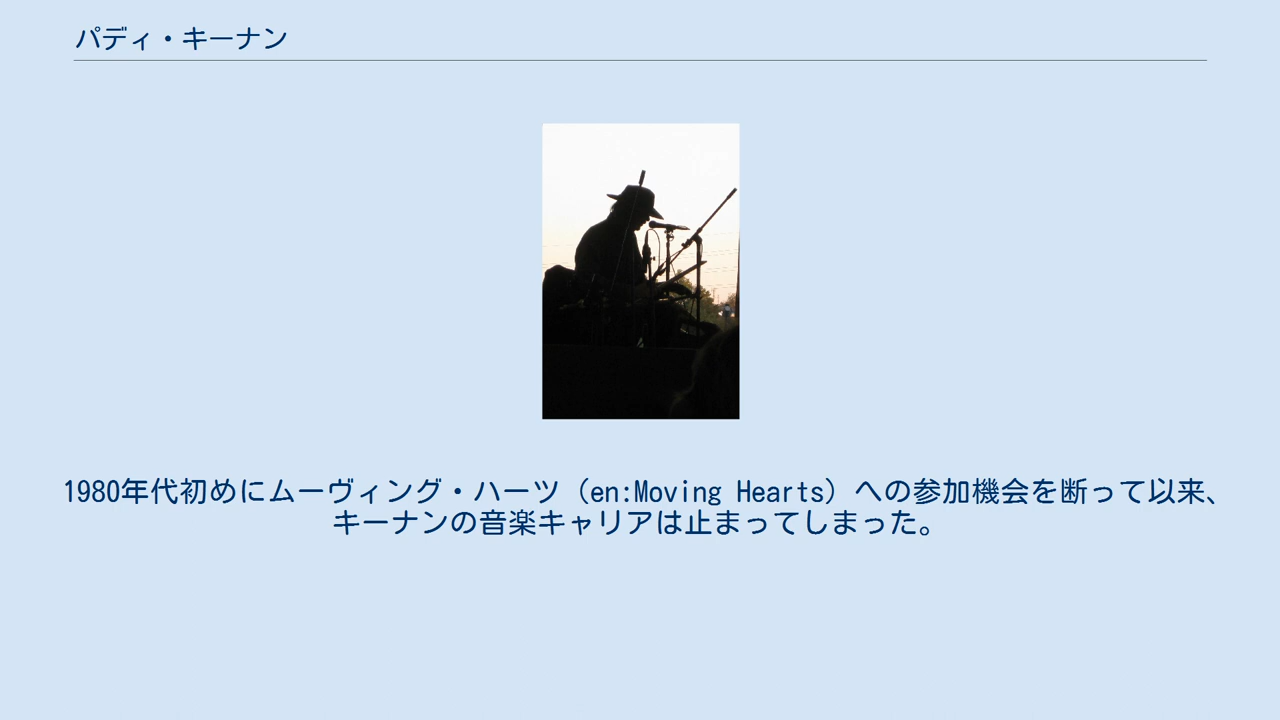 パディ・キーナン
1980年代初めにムーヴィング・ハーツ（en:Moving Hearts）への参加機会を断って以来、
キーナンの音楽キャリアは止まってしまった。